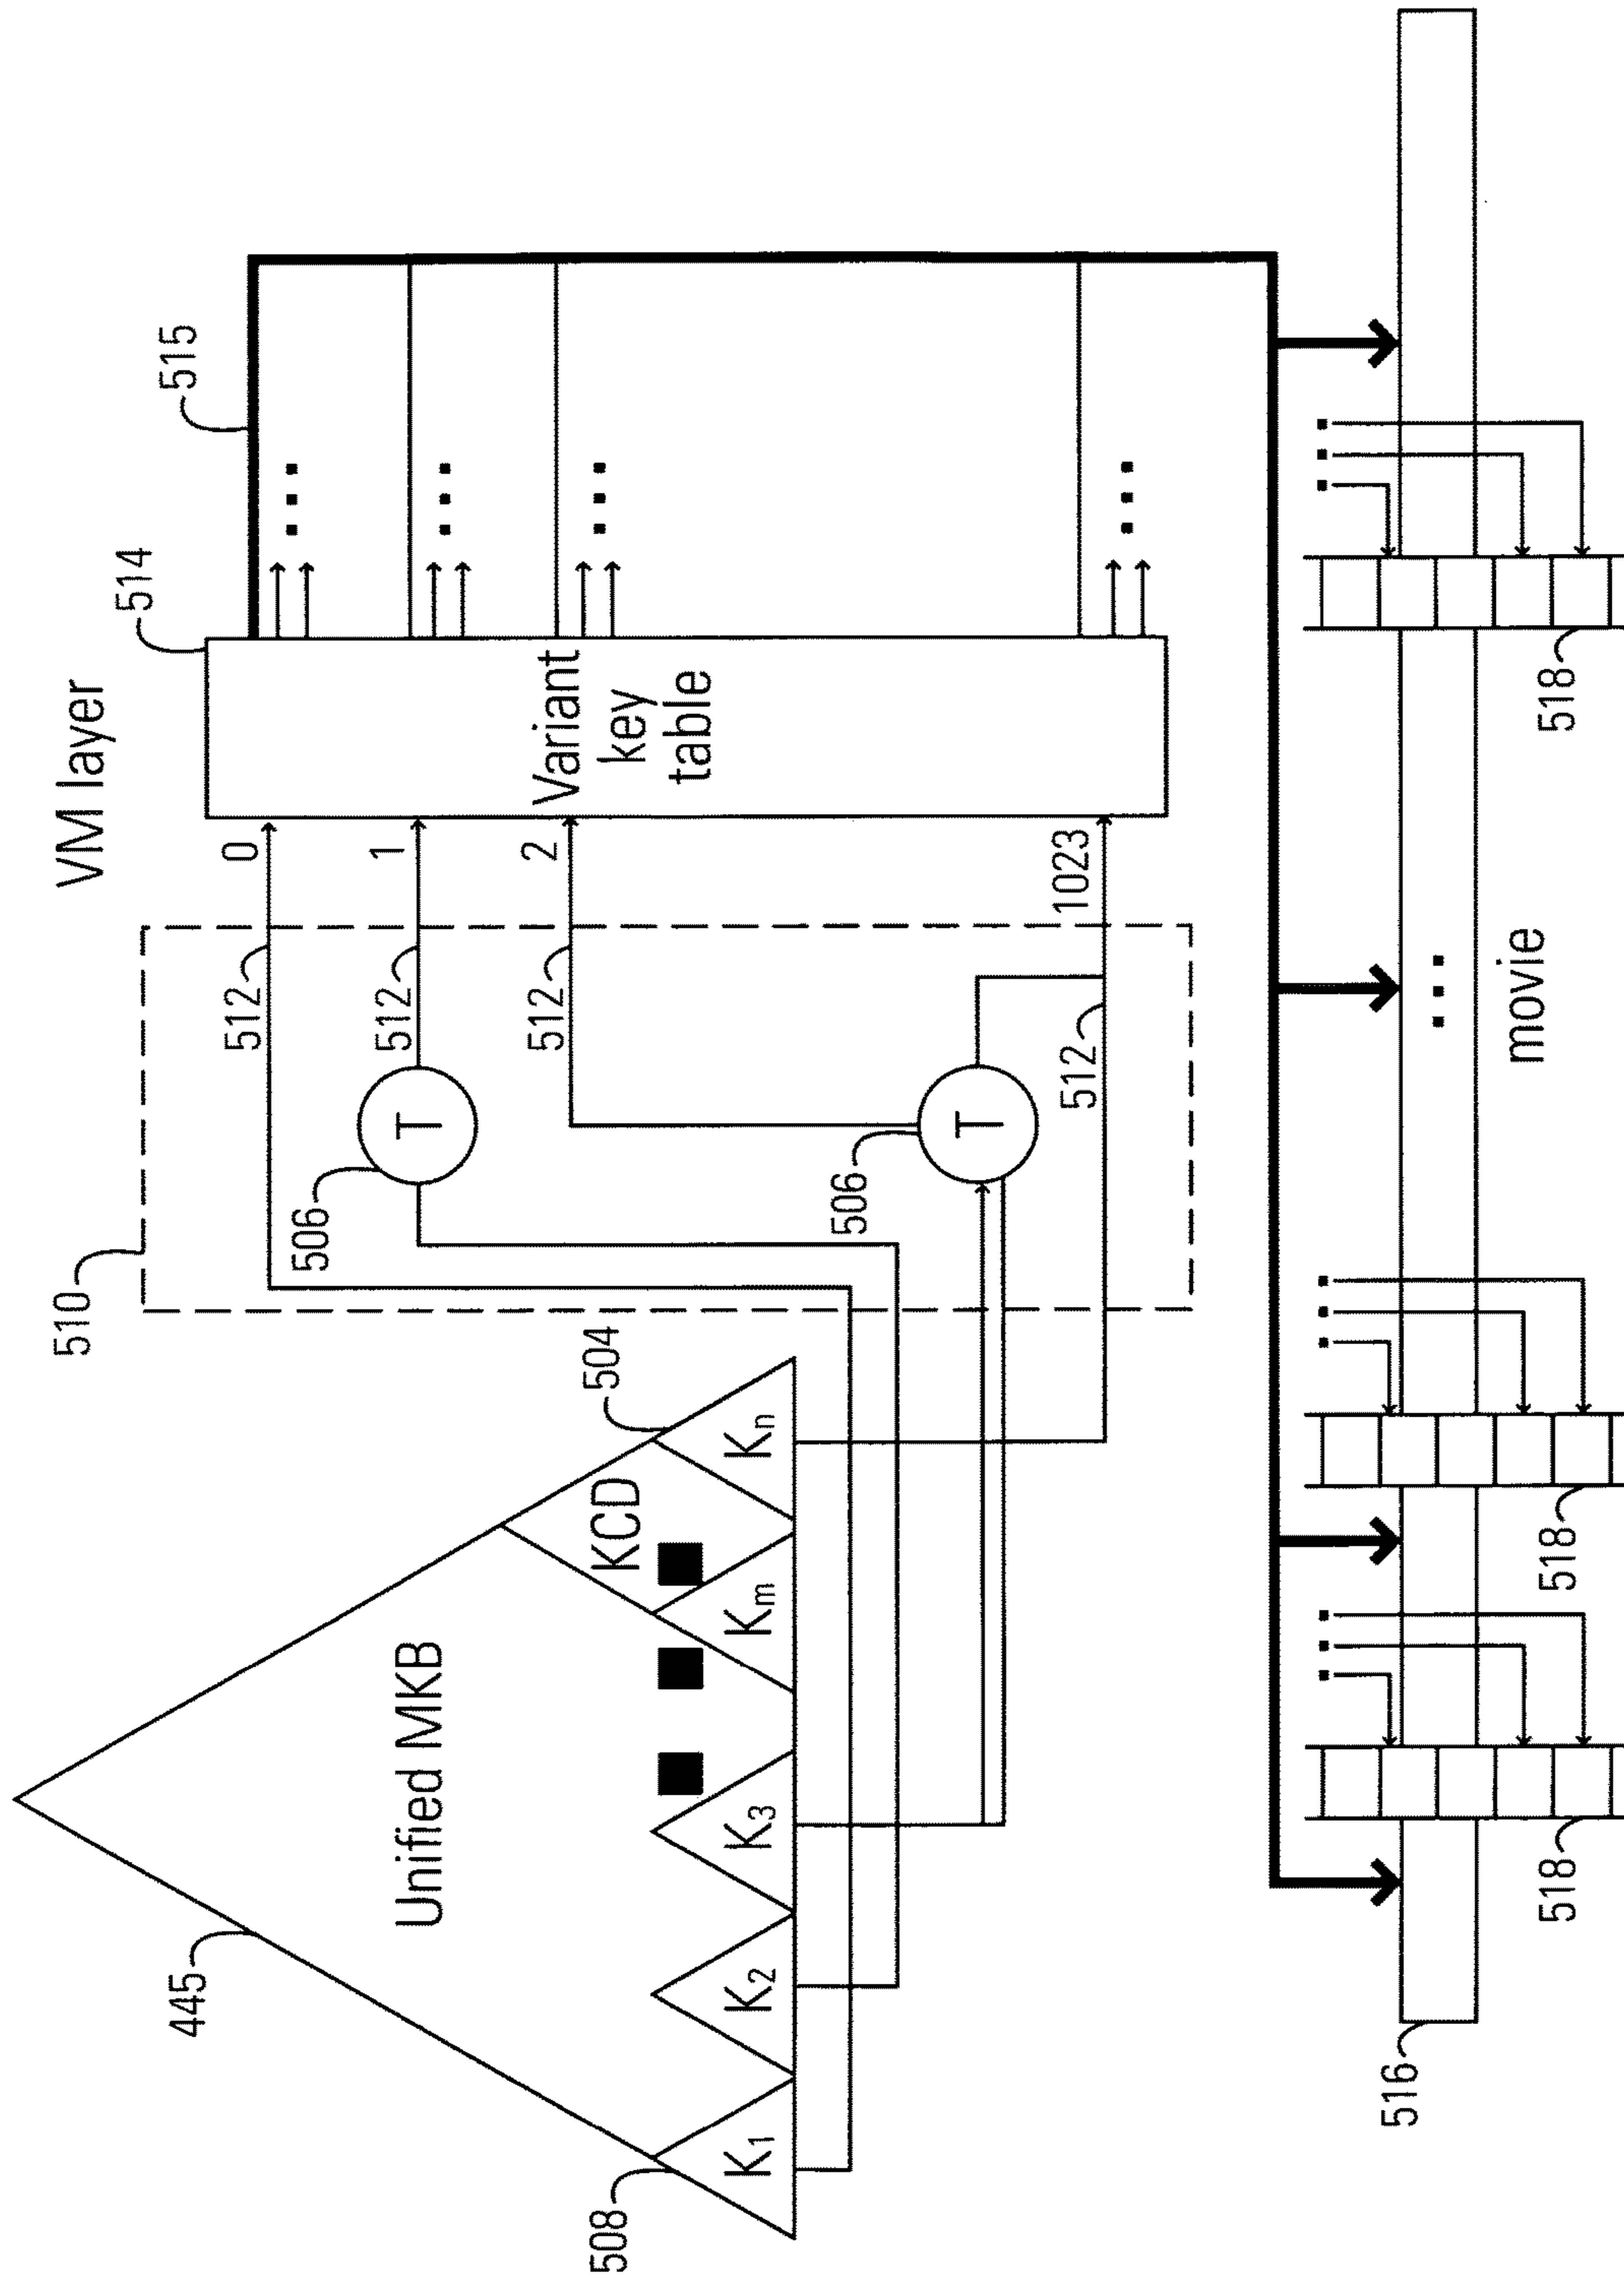 VM layer
515
514
510
512
0
506
T
512
1
Variant
key
table
512
2
506
T
512
1023
445
Unified MKB
KCD
504
508
K1
K2
K3
Km
Kn
516
518
518
movie
518